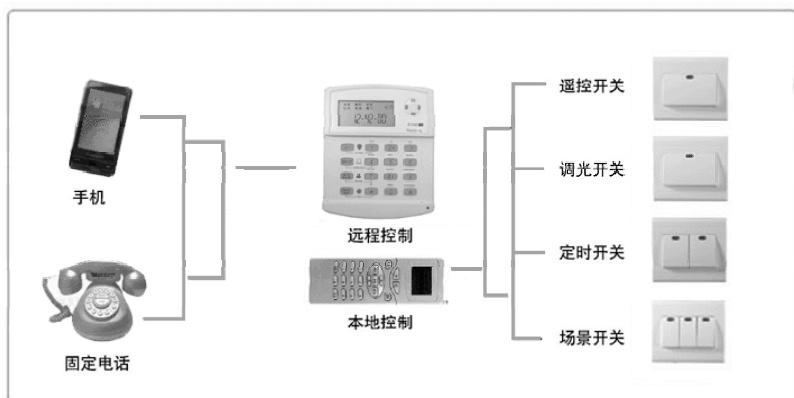 手机
固定电话
远程控制
本地控制
遥控开关
调光开关
定时开关
场景开关